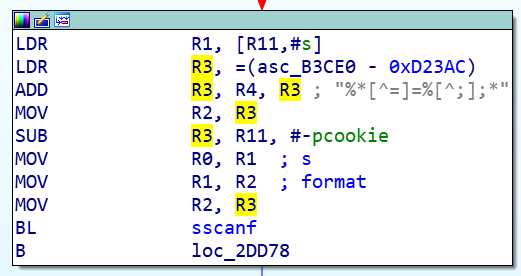 LDR R1, [R11,#s]
LDR R3, =(asc_B3CE0 - 0xD23AC)
ADD R3, R4, R3 ; "%*[^=]=%[^;];*"
MOV R2, R3
SUB R3, R11, #-pcookie
MOV R0, R1 ; s
MOV R1, R2 ; format
MOV R2, R3
BL sscanf
B loc_2DD78